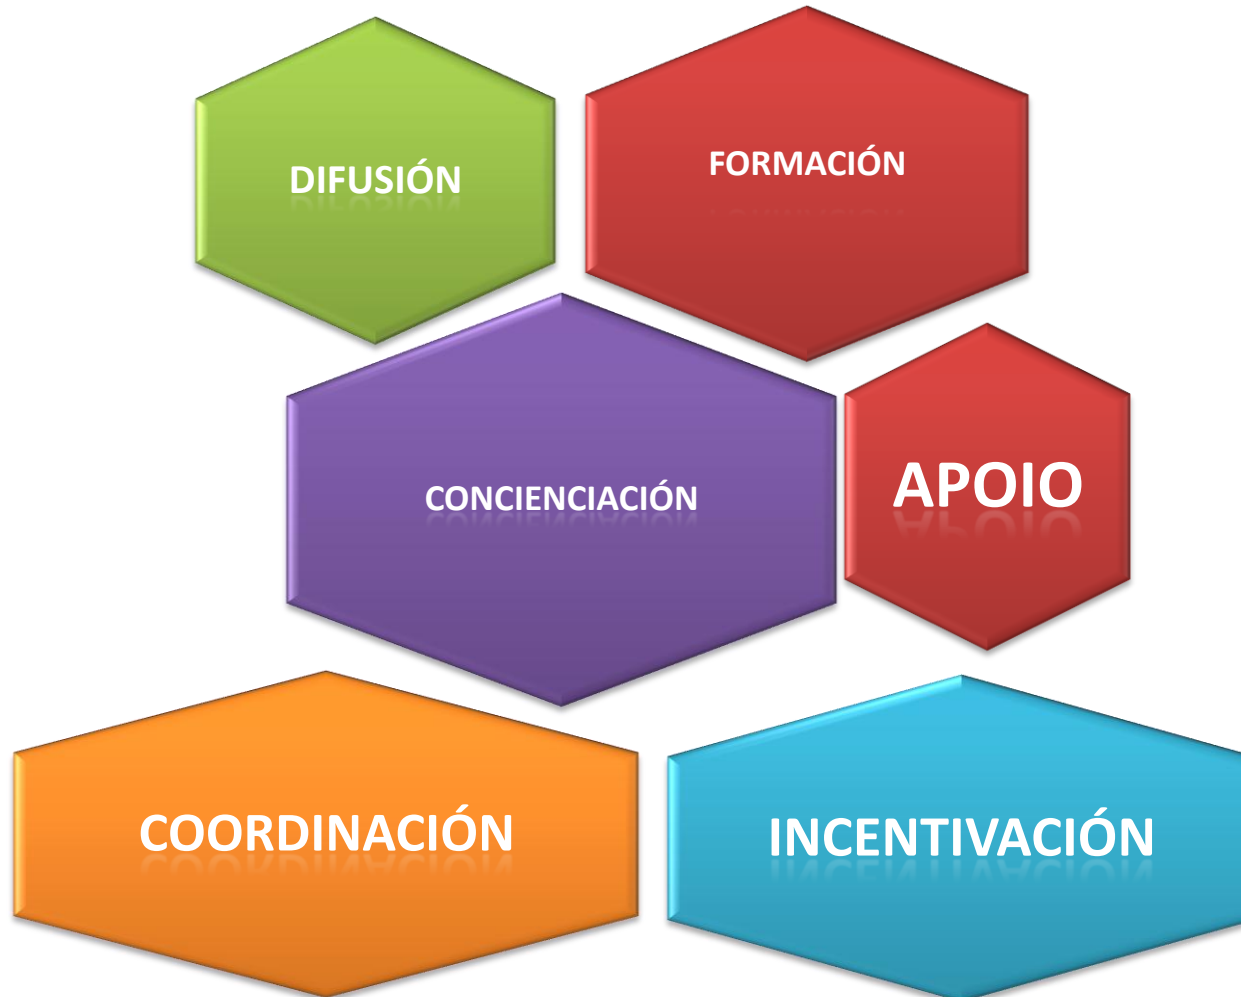 DIFUSIÓN
FORMACIÓN
CONCIENCIACIÓN
APOIO
COORDINACIÓN
INCENTIVACIÓN